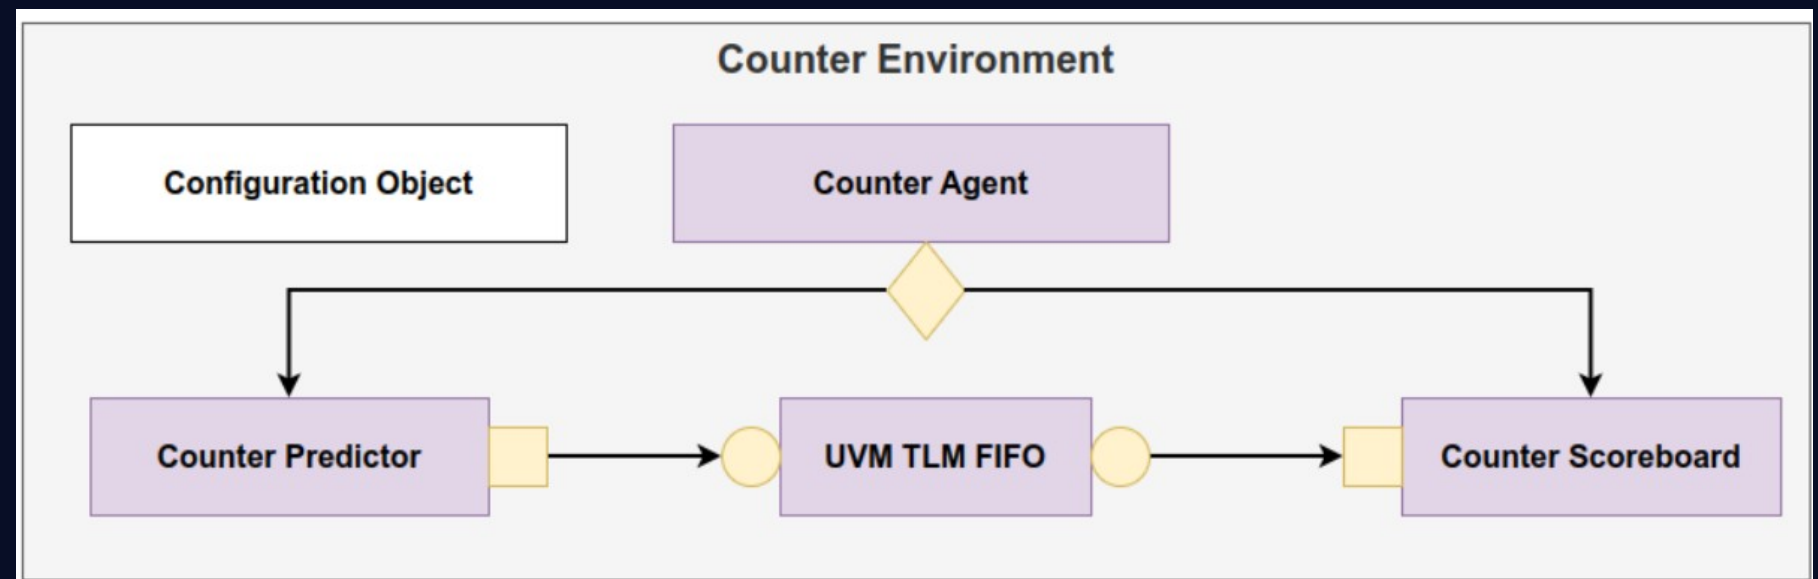 Counter Environment
Configuration Object
Counter Agent
Counter Predictor
UVM TLM FIFO
Counter Scoreboard